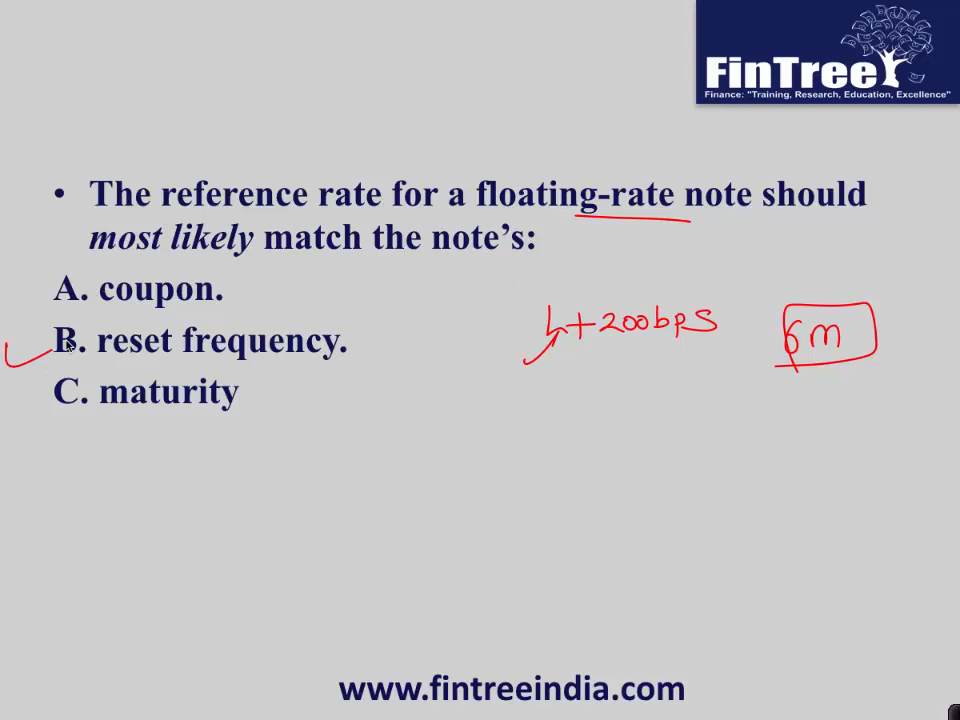 FinTree
Finance: "Training, Research, Education, Excellence"
• The reference rate for a floating-rate note should
most likely match the note's:
A. coupon.
B. reset frequency.
C. maturity
L + 200bps
6m
www.fintreeindia.com